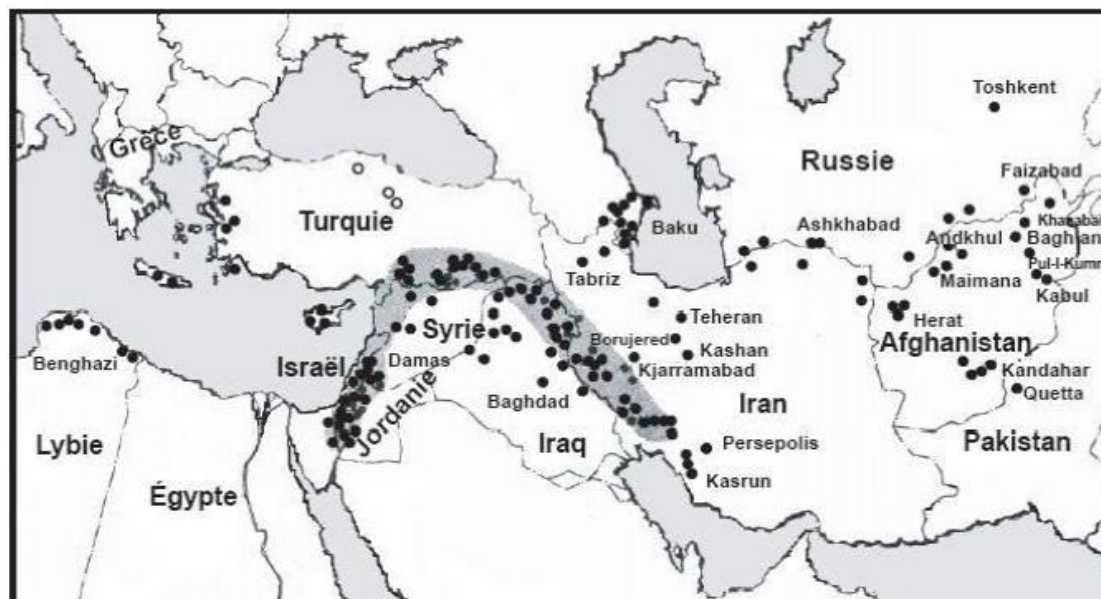 Toshkent
Grèce
Russie
Faizabad
Turquie
Ashkhabad
Khanabad
Baku
Andkhul
Baghlan
Tabriz
Maimana
Pul-I-Kumri
Kabul
Syrie
Teheran
Herat
Borujered
Afghanistan
Benghazi
Israël
Damas
Kashan
Kjarramabad
Kandahar
Jordanie
Baghdad
Iran
Quetta
Lybie
Iraq
Persepolis
Pakistan
Égypte
Kasrun